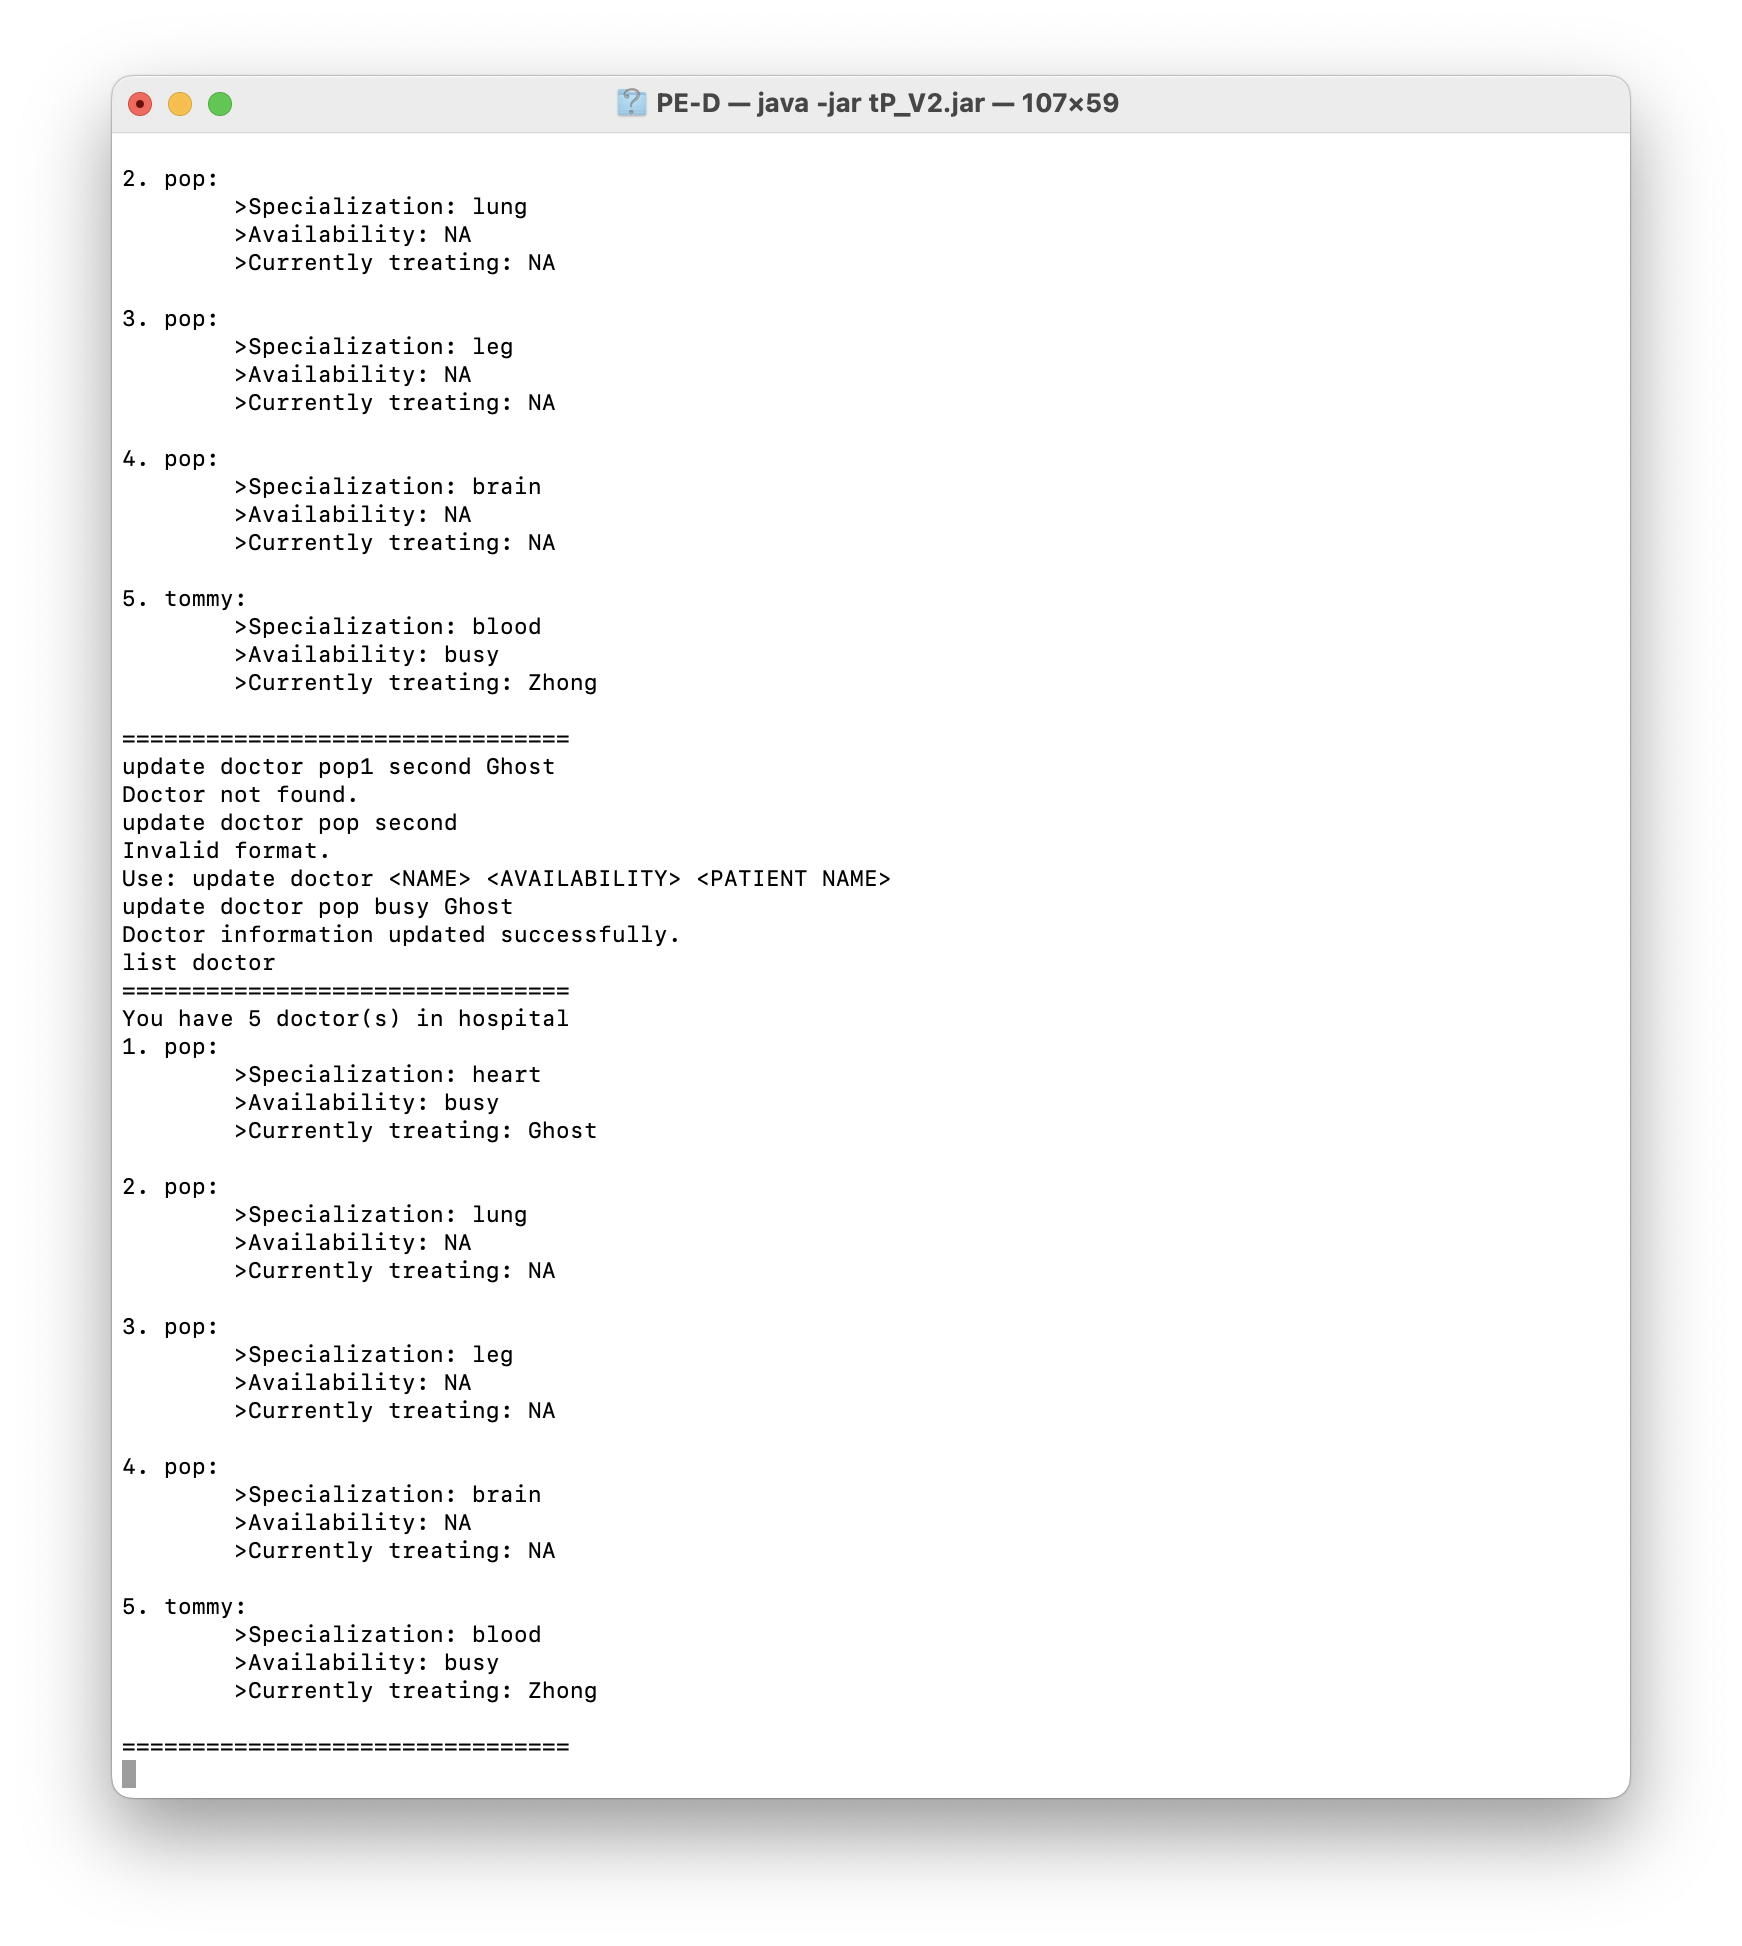 PE-D — java -jar tP_V2.jar — 107×59
2. pop:
>Specialization: lung
>Availability: NA
>Currently treating: NA
3. pop:
>Specialization: leg
>Availability: NA
>Currently treating: NA
4. pop:
>Specialization: brain
>Availability: NA
>Currently treating: NA
5. tommy:
>Specialization: blood
>Availability: busy
>Currently treating: Zhong
================================
update doctor pop1 second Ghost
Doctor not found.
update doctor pop second
Invalid format.
Use: update doctor <NAME> <AVAILABILITY> <PATIENT NAME>
update doctor pop busy Ghost
Doctor information updated successfully.
list doctor
================================
You have 5 doctor(s) in hospital
1. pop:
>Specialization: heart
>Availability: busy
>Currently treating: Ghost
2. pop:
>Specialization: lung
>Availability: NA
>Currently treating: NA
3. pop:
>Specialization: leg
>Availability: NA
>Currently treating: NA
4. pop:
>Specialization: brain
>Availability: NA
>Currently treating: NA
5. tommy:
>Specialization: blood
>Availability: busy
>Currently treating: Zhong
================================